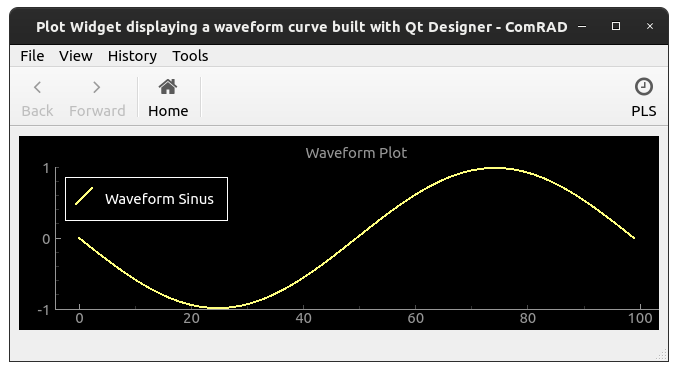 Plot Widget displaying a waveform curve built with Qt Designer - ComRAD
File View History Tools
Back Forward Home PLS
Waveform Plot
Waveform Sinus
1
0
-1
0 20 40 60 80 100